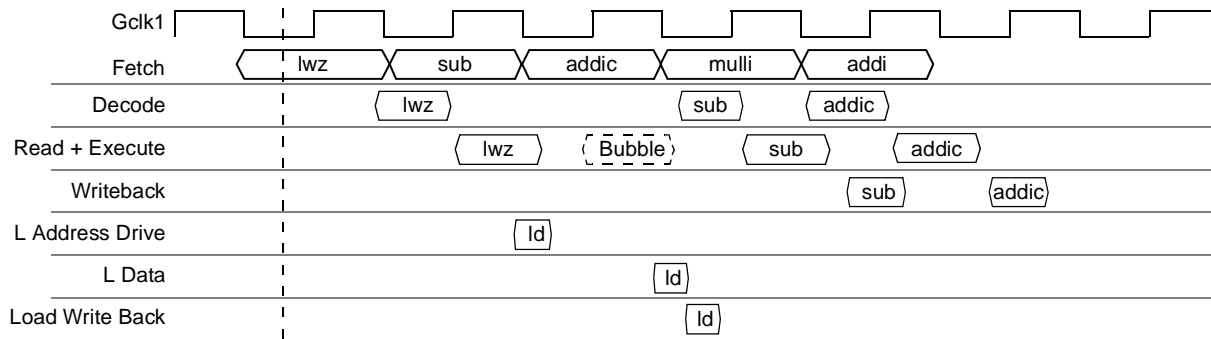 Gclk1
Fetch lwz sub addic mulli addi
Decode lwz sub addic
Read + Execute lwz Bubble sub addic
Writeback sub addic
L Address Drive ld
L Data ld
Load Write Back ld